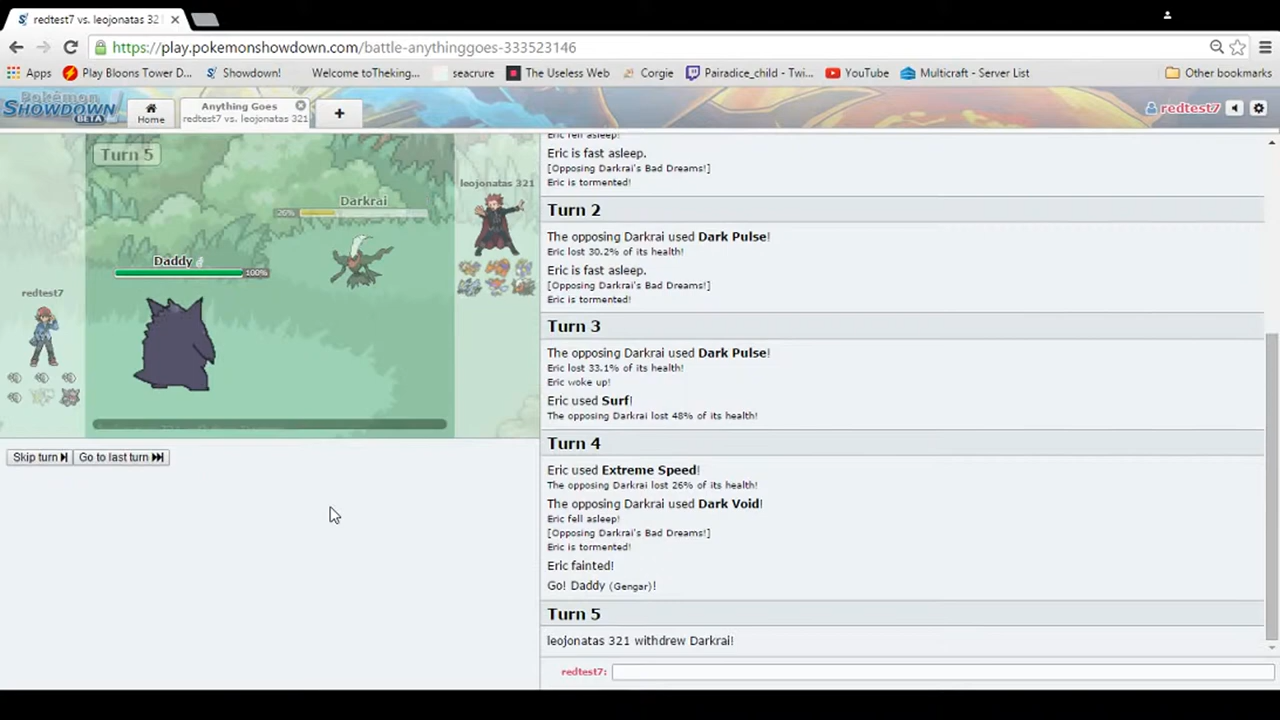 redtest7 vs. leojonatas 32
https://play.pokemonshowdown.com/battle-anythinggoes-333523146
Apps Play Bloons Tower D... Showdown! Welcome toTheking,... seacrure The Useless Web Corgie Pairadice_child - Twi... YouTube Multicraft - Server List Other bookmarks
Pokémon
SHOWDOWN
BETA
Home
Anything Goes
redtest7 vs. leojonatas 321
+
redtest7
Turn 5
Darkrai
26%
Daddy
100%
redtest7
leojonatas 321
Skip turn
Go to last turn
Eric fell asleep!
Eric is fast asleep.
[Opposing Darkrai's Bad Dreams!]
Eric is tormented!
Turn 2
The opposing Darkrai used Dark Pulse!
Eric lost 30.2% of its health!
Eric is fast asleep.
[Opposing Darkrai's Bad Dreams!]
Eric is tormented!
Turn 3
The opposing Darkrai used Dark Pulse!
Eric lost 33.1% of its health!
Eric woke up!
Eric used Surf!
The opposing Darkrai lost 48% of its health!
Turn 4
Eric used Extreme Speed!
The opposing Darkrai lost 26% of its health!
The opposing Darkrai used Dark Void!
Eric fell asleep!
[Opposing Darkrai's Bad Dreams!]
Eric is tormented!
Eric fainted!
Go! Daddy (Gengar)!
Turn 5
leojonatas 321 withdrew Darkrai!
redtest7: